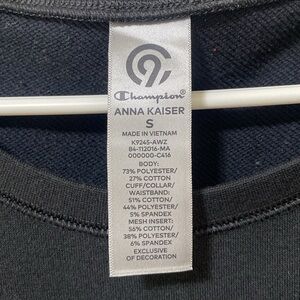 C9
Champion
ANNA KAISER
S
MADE IN VIETNAM
K9245-AWZ
84-112016-MA
000000-C416
BODY:
73% POLYESTER/
27% COTTON
CUFF/COLLAR/
WAISTBAND:
51% COTTON/
44% POLYESTER/
5% SPANDEX
MESH INSERT:
56% COTTON/
38% POLYESTER/
6% SPANDEX
EXCLUSIVE
OF DECORATION